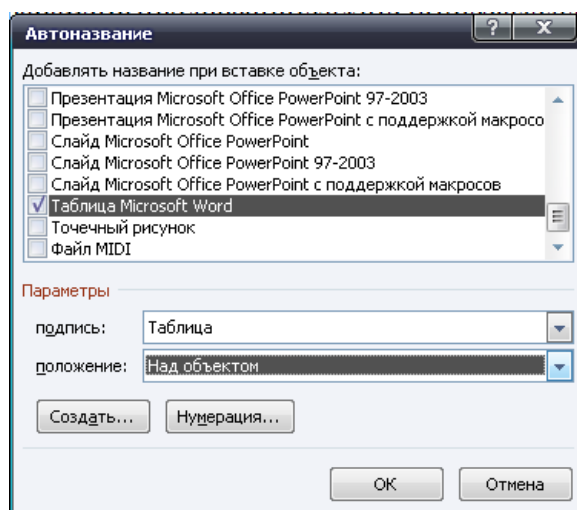 Автоназвание
Добавлять название при вставке объекта:
Презентация Microsoft Office PowerPoint 97-2003
Презентация Microsoft Office PowerPoint с поддержкой макросо
Слайд Microsoft Office PowerPoint
Слайд Microsoft Office PowerPoint 97-2003
Слайд Microsoft Office PowerPoint с поддержкой макросов
Таблица Microsoft Word
Точечный рисунок
Файл MIDI
Параметры
подпись: Таблица
положение: Над объектом
Создать... Нумерация...
ОК Отмена